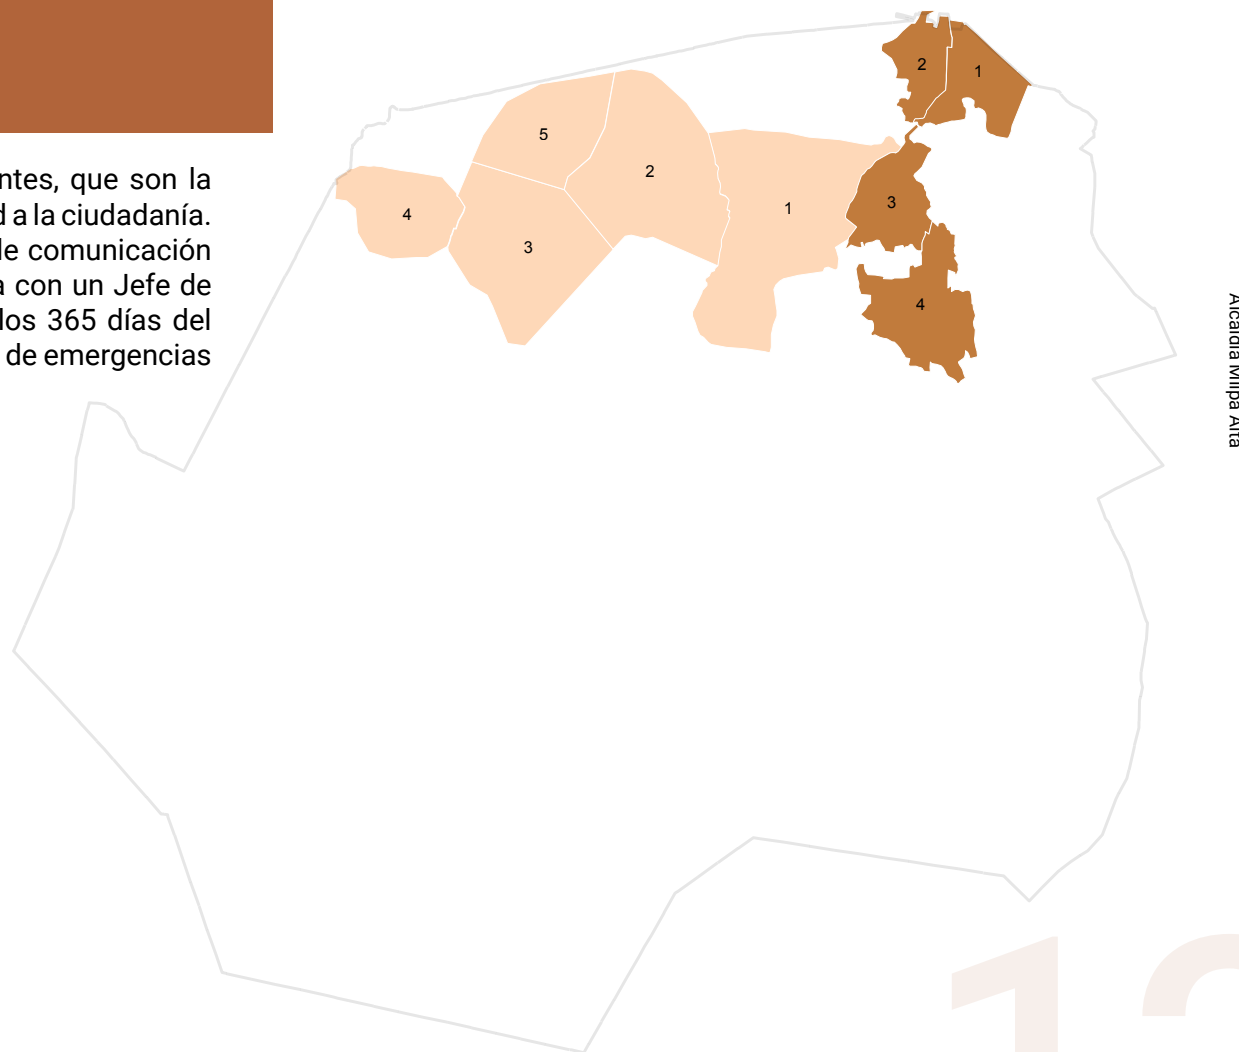 ntes, que son la
d a la ciudadanía.
le comunicación
a con un Jefe de
los 365 días del
de emergencias
5
2
4
3
1
2
1
3
4
Alcaldía Milpa Alta